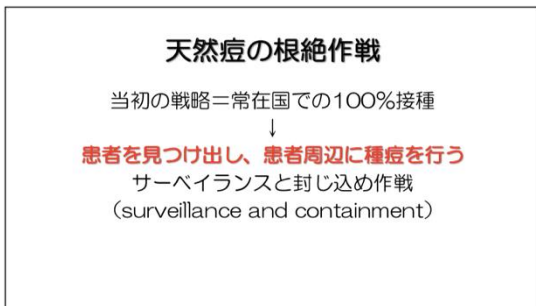 天然痘の根絶作戦
当初の戦略＝常在国での100%接種
↓
患者を見つけ出し、患者周辺に種痘を行う
サーベイランスと封じ込め作戦
（surveillance and containment）